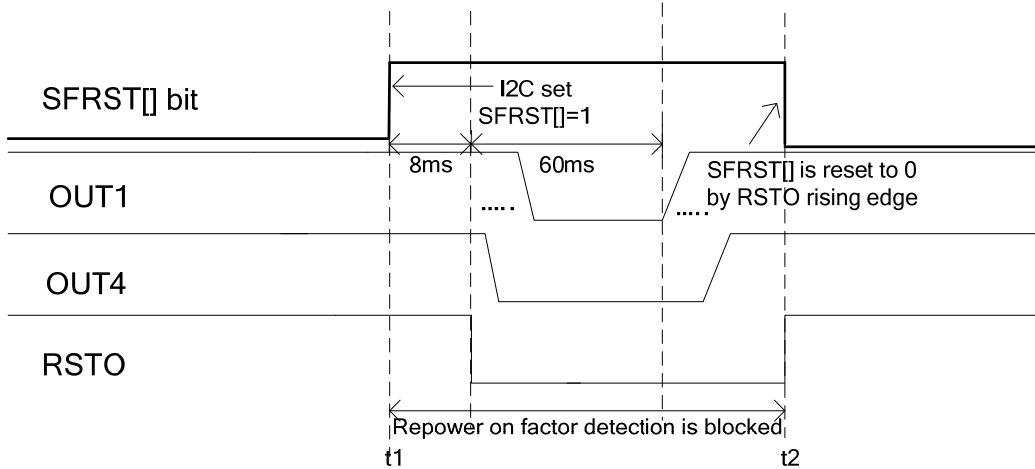 SFRST[] bit
I2C set
SFRST[]=1
8ms
60ms
SFRST[] is reset to 0
by RSTO rising edge
OUT1
.....
.....
OUT4
RSTO
Repower on factor detection is blocked
t1
t2